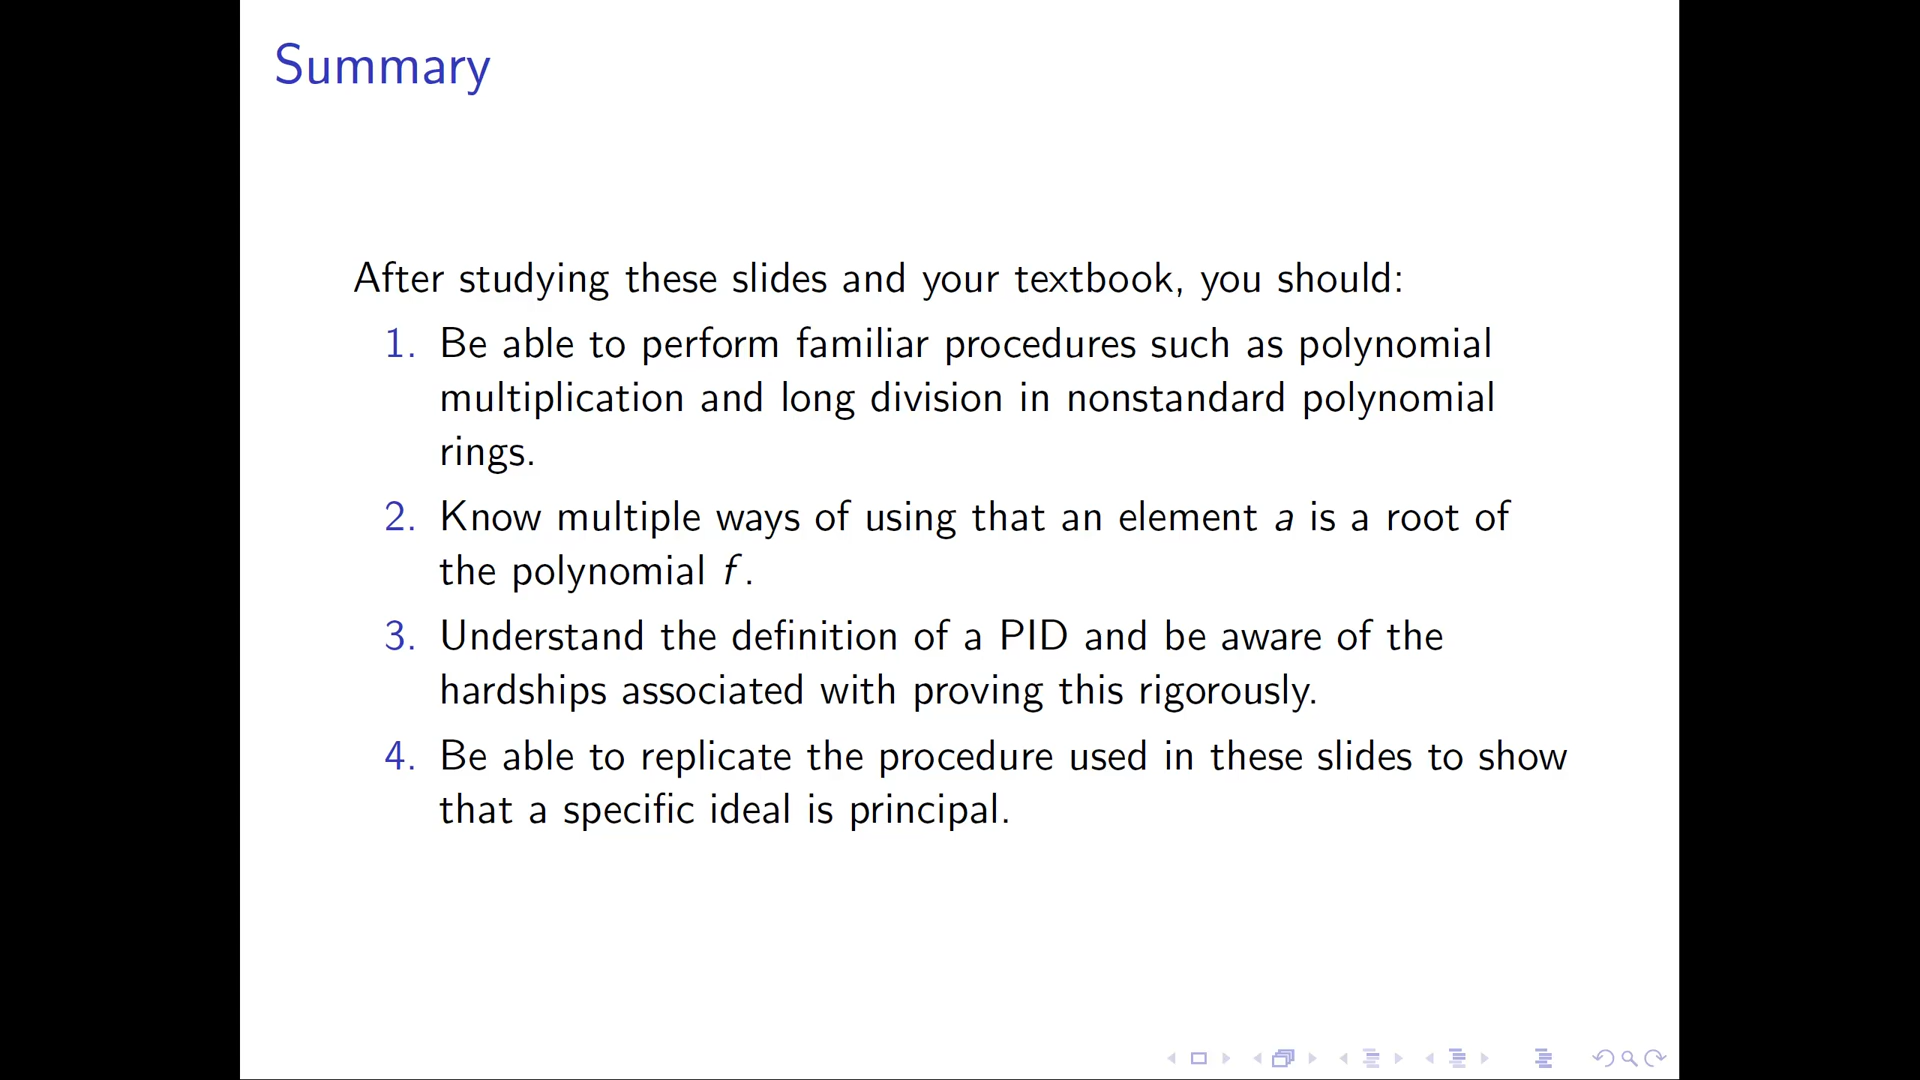 Summary
After studying these slides and your textbook, you should:
1. Be able to perform familiar procedures such as polynomial
multiplication and long division in nonstandard polynomial
rings.
2. Know multiple ways of using that an element a is a root of
the polynomial f.
3. Understand the definition of a PID and be aware of the
hardships associated with proving this rigorously.
4. Be able to replicate the procedure used in these slides to show
that a specific ideal is principal.